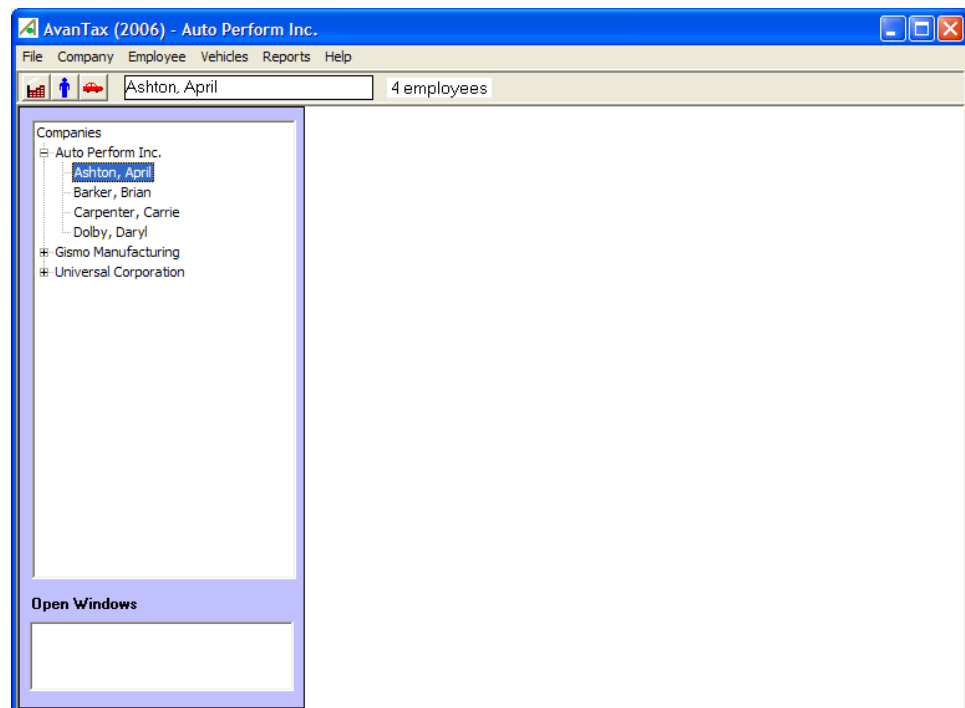 AvanTax (2006) - Auto Perform Inc.
File Company Employee Vehicles Reports Help
Ashton, April 4 employees
Companies
Auto Perform Inc.
Ashton, April
Barker, Brian
Carpenter, Carrie
Dolby, Daryl
Gismo Manufacturing
Universal Corporation
Open Windows